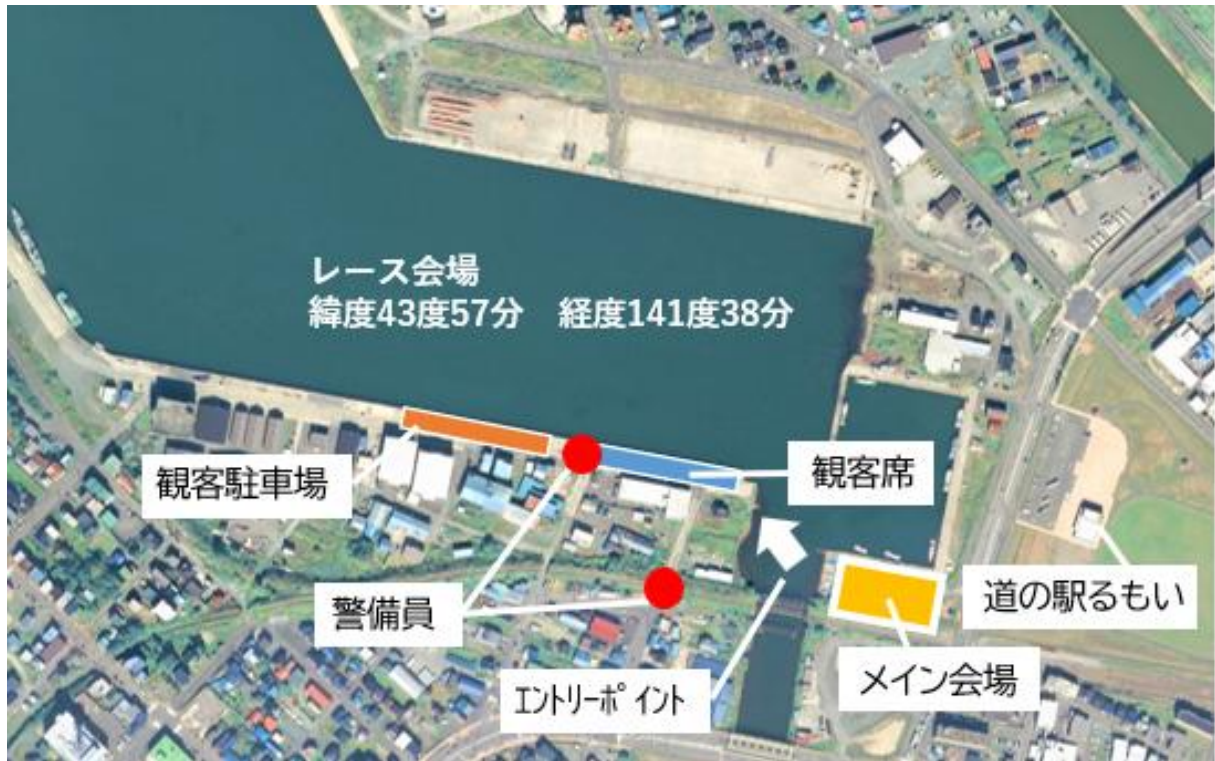 レース会場
緯度43度57分　経度141度38分
観客駐車場
観客席
警備員
道の駅るもい
メイン会場
ｴﾝﾄﾘｰﾎﾟｲﾝﾄ